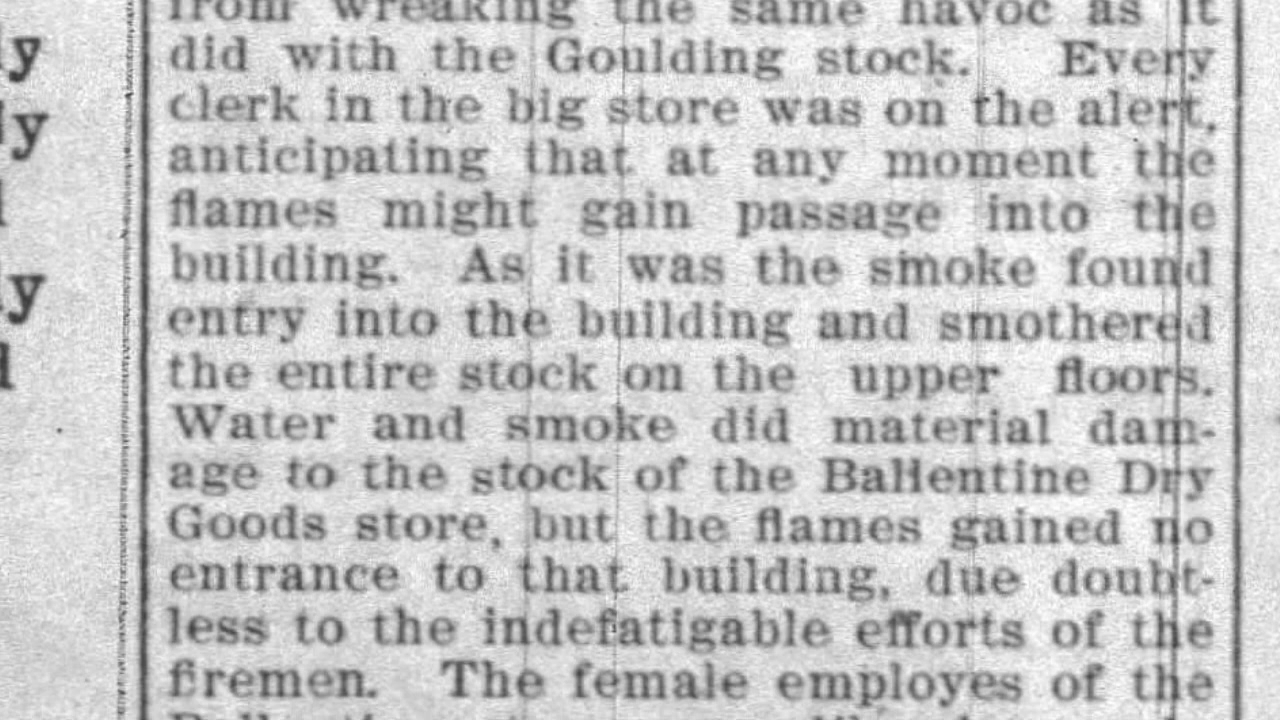 from wreaking the same havoc as it
did with the Goulding stock. Every
clerk in the big store was on the alert,
anticipating that at any moment the
flames might gain passage into the
building. As it was the smoke found
entry into the building and smothered
the entire stock on the upper floors.
Water and smoke did material dam-
age to the stock of the Ballentine Dry
Goods store, but the flames gained no
entrance to that building, due doubt-
less to the indefatigable efforts of the
firemen. The female employes of the